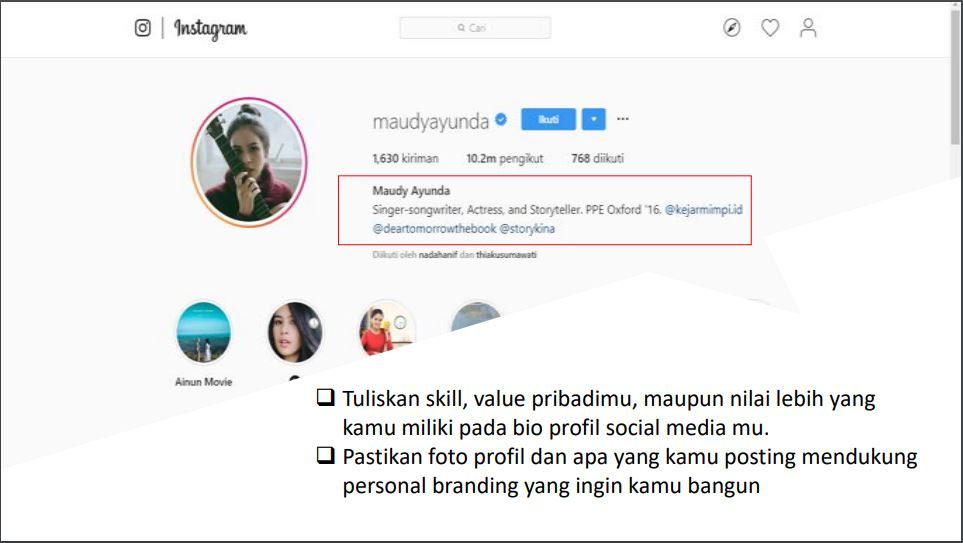 Instagram
Cari
maudyayunda
Ikuti
1,630 kiriman 10.2m pengikut 768 diikuti
Maudy Ayunda
Singer-songwriter, Actress, and Storyteller. PPE Oxford '16. @kejarmimpi.id
@deartomorrowthebook @storykina
Diikuti oleh nadahanif dan thiakusumawati
Ainun Movie
Tuliskan skill, value pribadimu, maupun nilai lebih yang
kamu miliki pada bio profil social media mu.
Pastikan foto profil dan apa yang kamu posting mendukung
personal branding yang ingin kamu bangun